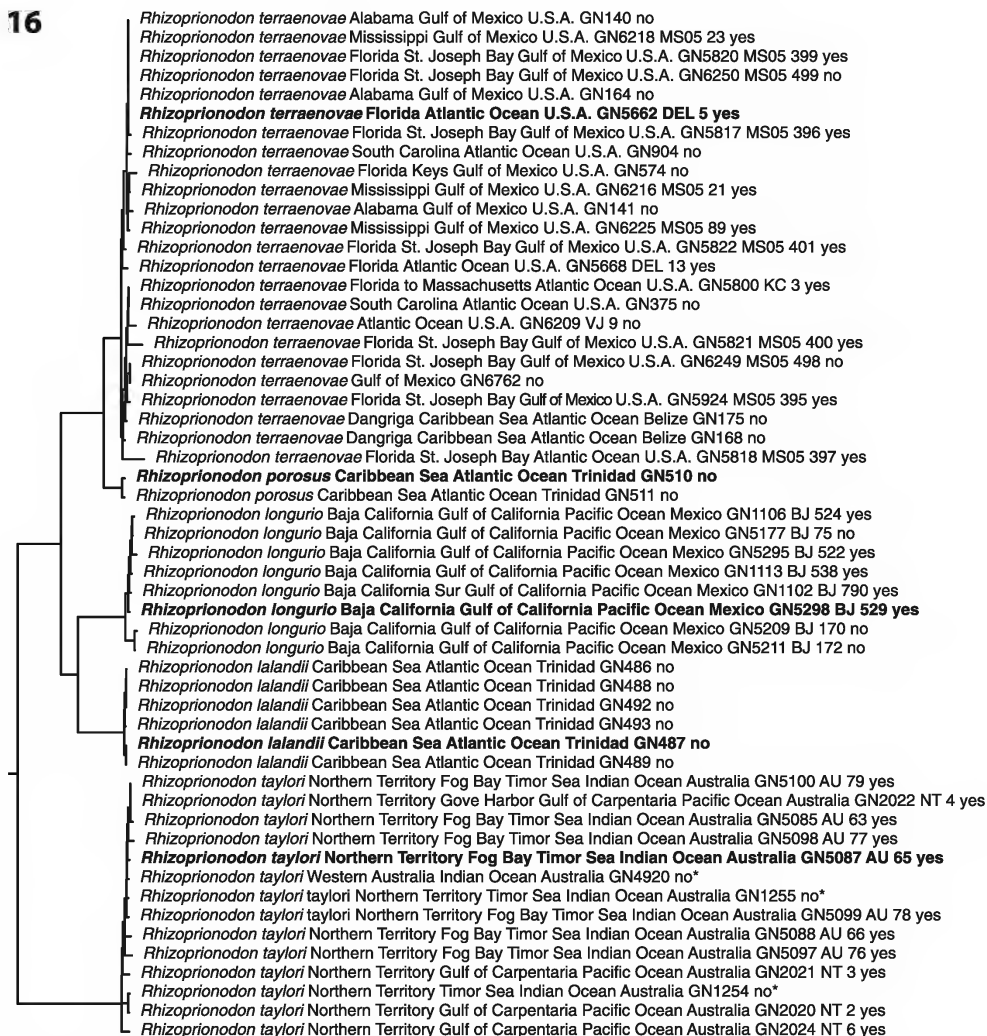 16
Rhizoprionodon terraenovae Alabama Gulf of Mexico U.S.A. GN140 no
Rhizoprionodon terraenovae Mississippi Gulf of Mexico U.S.A. GN6218 MS05 23 yes
Rhizoprionodon terraenovae Florida St. Joseph Bay Gulf of Mexico U.S.A. GN5820 MS05 399 yes
Rhizoprionodon terraenovae Florida St. Joseph Bay Gulf of Mexico U.S.A. GN6250 MS05 499 no
Rhizoprionodon terraenovae Alabama Gulf of Mexico U.S.A. GN164 no
Rhizoprionodon terraenovae Florida Atlantic Ocean U.S.A. GN5662 DEL 5 yes
Rhizoprionodon terraenovae Florida St. Joseph Bay Gulf of Mexico U.S.A. GN5817 MS05 396 yes
Rhizoprionodon terraenovae South Carolina Atlantic Ocean U.S.A. GN904 no
Rhizoprionodon terraenovae Florida Keys Gulf of Mexico U.S.A. GN574 no
Rhizoprionodon terraenovae Mississippi Gulf of Mexico U.S.A. GN6216 MS05 21 yes
Rhizoprionodon terraenovae Alabama Gulf of Mexico U.S.A. GN141 no
Rhizoprionodon terraenovae Mississippi Gulf of Mexico U.S.A. GN6225 MS05 89 yes
Rhizoprionodon terraenovae Florida St. Joseph Bay Gulf of Mexico U.S.A. GN5822 MS05 401 yes
Rhizoprionodon terraenovae Florida Atlantic Ocean U.S.A. GN5668 DEL 13 yes
Rhizoprionodon terraenovae Florida to Massachusetts Atlantic Ocean U.S.A. GN5800 KC 3 yes
Rhizoprionodon terraenovae South Carolina Atlantic Ocean U.S.A. GN375 no
Rhizoprionodon terraenovae Atlantic Ocean U.S.A. GN6209 VJ 9 no
Rhizoprionodon terraenovae Florida St. Joseph Bay Gulf of Mexico U.S.A. GN5821 MS05 400 yes
Rhizoprionodon terraenovae Florida St. Joseph Bay Gulf of Mexico U.S.A. GN6249 MS05 498 no
Rhizoprionodon terraenovae Gulf of Mexico GN6762 no
Rhizoprionodon terraenovae Florida St. Joseph Bay Gulf of Mexico U.S.A. GN5924 MS05 395 yes
Rhizoprionodon terraenovae Dangriga Caribbean Sea Atlantic Ocean Belize GN175 no
Rhizoprionodon terraenovae Dangriga Caribbean Sea Atlantic Ocean Belize GN168 no
Rhizoprionodon terraenovae Florida St. Joseph Bay Atlantic Ocean U.S.A. GN5818 MS05 397 yes
Rhizoprionodon porosus Caribbean Sea Atlantic Ocean Trinidad GN510 no
Rhizoprionodon porosus Caribbean Sea Atlantic Ocean Trinidad GN511 no
Rhizoprionodon longurio Baja California Gulf of California Pacific Ocean Mexico GN1106 BJ 524 yes
Rhizoprionodon longurio Baja California Gulf of California Pacific Ocean Mexico GN5177 BJ 75 no
Rhizoprionodon longurio Baja California Gulf of California Pacific Ocean Mexico GN5295 BJ 522 yes
Rhizoprionodon longurio Baja California Gulf of California Pacific Ocean Mexico GN1113 BJ 538 yes
Rhizoprionodon longurio Baja California Sur Gulf of California Pacific Ocean Mexico GN1102 BJ 790 yes
Rhizoprionodon longurio Baja California Gulf of California Pacific Ocean Mexico GN5298 BJ 529 yes
Rhizoprionodon longurio Baja California Gulf of California Pacific Ocean Mexico GN5209 BJ 170 no
Rhizoprionodon longurio Baja California Gulf of California Pacific Ocean Mexico GN5211 BJ 172 no
Rhizoprionodon lalandii Caribbean Sea Atlantic Ocean Trinidad GN486 no
Rhizoprionodon lalandii Caribbean Sea Atlantic Ocean Trinidad GN488 no
Rhizoprionodon lalandii Caribbean Sea Atlantic Ocean Trinidad GN492 no
Rhizoprionodon lalandii Caribbean Sea Atlantic Ocean Trinidad GN493 no
Rhizoprionodon lalandii Caribbean Sea Atlantic Ocean Trinidad GN487 no
Rhizoprionodon lalandii Caribbean Sea Atlantic Ocean Trinidad GN489 no
Rhizoprionodon taylori Northern Territory Fog Bay Timor Sea Indian Ocean Australia GN5100 AU 79 yes
Rhizoprionodon taylori Northern Territory Gove Harbor Gulf of Carpentaria Pacific Ocean Australia GN2022 NT 4 yes
Rhizoprionodon taylori Northern Territory Fog Bay Timor Sea Indian Ocean Australia GN5085 AU 63 yes
Rhizoprionodon taylori Northern Territory Fog Bay Timor Sea Indian Ocean Australia GN5098 AU 77 yes
Rhizoprionodon taylori Northern Territory Fog Bay Timor Sea Indian Ocean Australia GN5087 AU 65 yes
Rhizoprionodon taylori Western Australia Indian Ocean Australia GN4920 no*
Rhizoprionodon taylori taylori Northern Territory Timor Sea Indian Ocean Australia GN1255 no*
Rhizoprionodon taylori taylori Northern Territory Fog Bay Timor Sea Indian Ocean Australia GN5099 AU 78 yes
Rhizoprionodon taylori Northern Territory Fog Bay Timor Sea Indian Ocean Australia GN5088 AU 66 yes
Rhizoprionodon taylori Northern Territory Fog Bay Timor Sea Indian Ocean Australia GN5097 AU 76 yes
Rhizoprionodon taylori Northern Territory Gulf of Carpentaria Pacific Ocean Australia GN2021 NT 3 yes
Rhizoprionodon taylori Northern Territory Timor Sea Indian Ocean Australia GN1254 no*
Rhizoprionodon taylori Northern Territory Gulf of Carpentaria Pacific Ocean Australia GN2020 NT 2 yes
Rhizoprionodon taylori Northern Territory Gulf of Carpentaria Pacific Ocean Australia GN2024 NT 6 yes